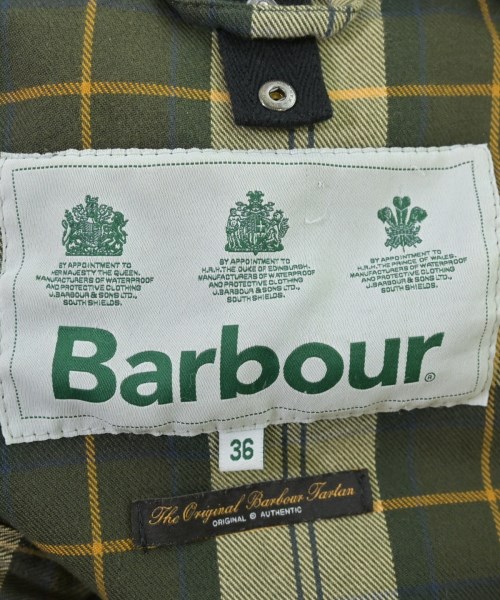 BY APPOINTMENT TO
HER MAJESTY THE QUEEN.
MANUFACTURERS OF WATERPROOF
AND PROTECTIVE CLOTHING
J.BARBOUR & SONS LTD.,
SOUTH SHIELDS.
BY APPOINTMENT TO
H.R.H. THE DUKE OF EDINBURGH.
MANUFACTURERS OF WATERPROOF
AND PROTECTIVE CLOTHING
J.BARBOUR & SONS LTD.,
SOUTH SHIELDS.
BY APPOINTMENT TO
H.R.H. THE PRINCE OF WALES.
MANUFACTURERS OF WATERPROOF
AND PROTECTIVE CLOTHING
J.BARBOUR & SONS LTD.,
SOUTH SHIELDS.
Barbour®
36
The Original Barbour Tartan
ORIGINAL © AUTHENTIC